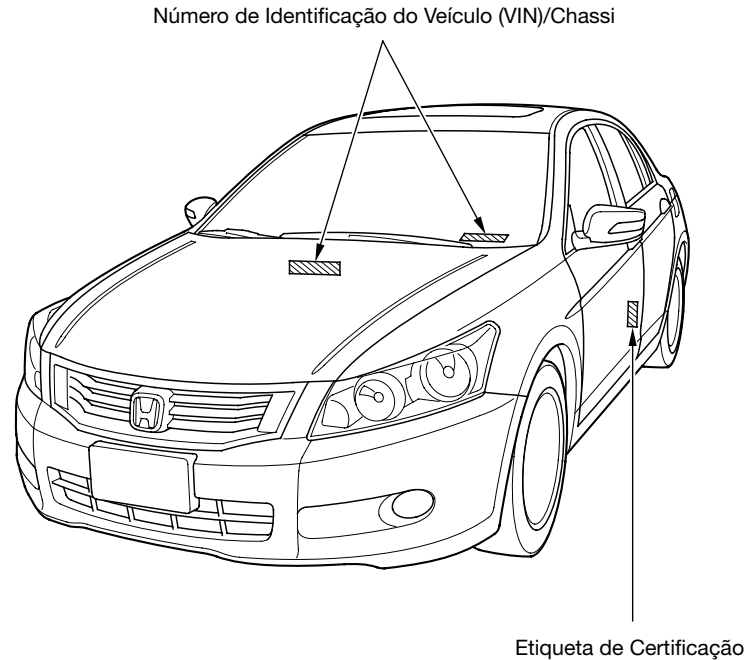 Número de Identificação do Veículo (VIN)/Chassi
Etiqueta de Certificação